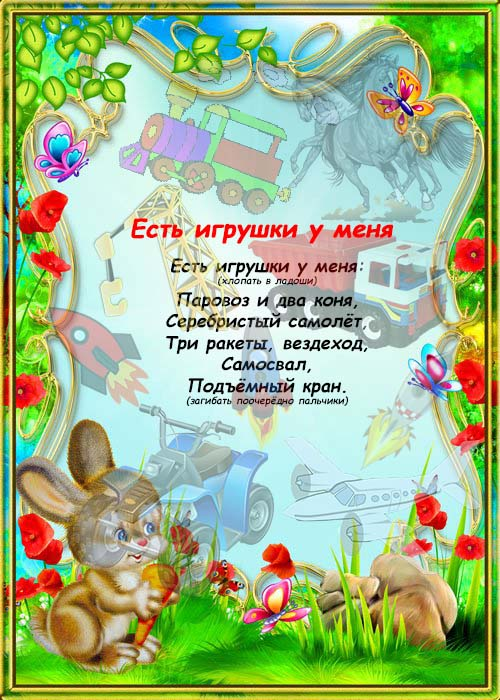 Есть игрушки у меня
Есть игрушки у меня:
(хлопать в ладоши)
Паровоз и два коня,
Серебристый самолёт,
Три ракеты, вездеход,
Самосвал,
Подъёмный кран.
(загибать поочерёдно пальчики)